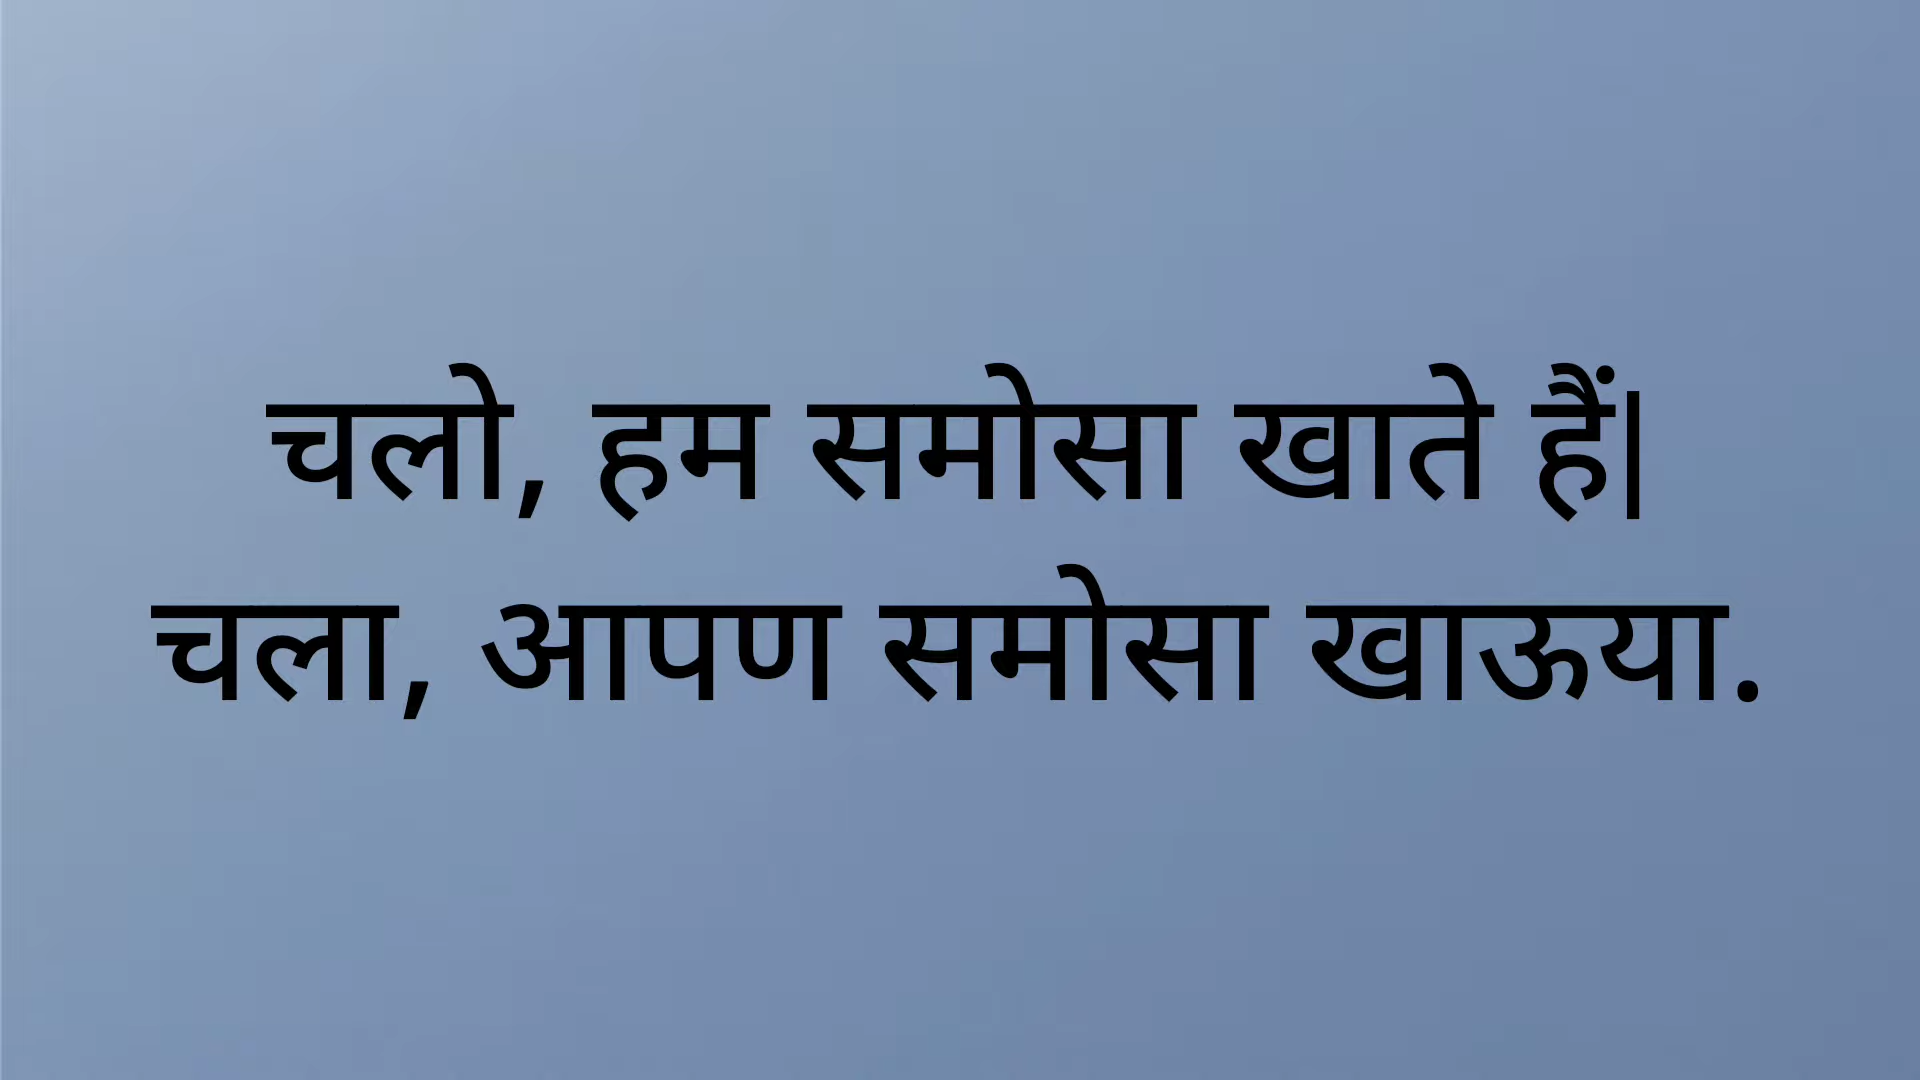 चलो, हम समोसा खाते हैं|
चला, आपण समोसा खाऊया.